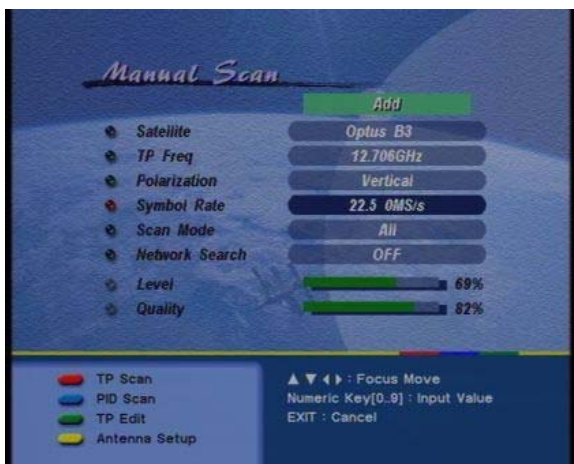 Manual Scan
Add
Satellite Optus B3
TP Freq 12.706GHz
Polarization Vertical
Symbol Rate 22.5 0MS/s
Scan Mode All
Network Search OFF
Level 69%
Quality 82%
TP Scan
PID Scan
TP Edit
Antenna Setup
▲ ▼ ◀ ▶ : Focus Move
Numeric Key[0..9] : Input Value
EXIT : Cancel